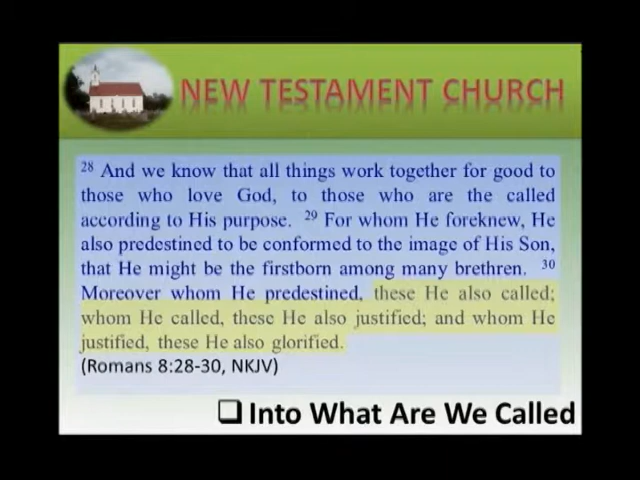 NEW TESTAMENT CHURCH
28 And we know that all things work together for good to
those who love God, to those who are the called
according to His purpose. 29 For whom He foreknew, He
also predestined to be conformed to the image of His Son,
that He might be the firstborn among many brethren. 30
Moreover whom He predestined, these He also called;
whom He called, these He also justified; and whom He
justified, these He also glorified.
(Romans 8:28-30, NKJV)
❑ Into What Are We Called